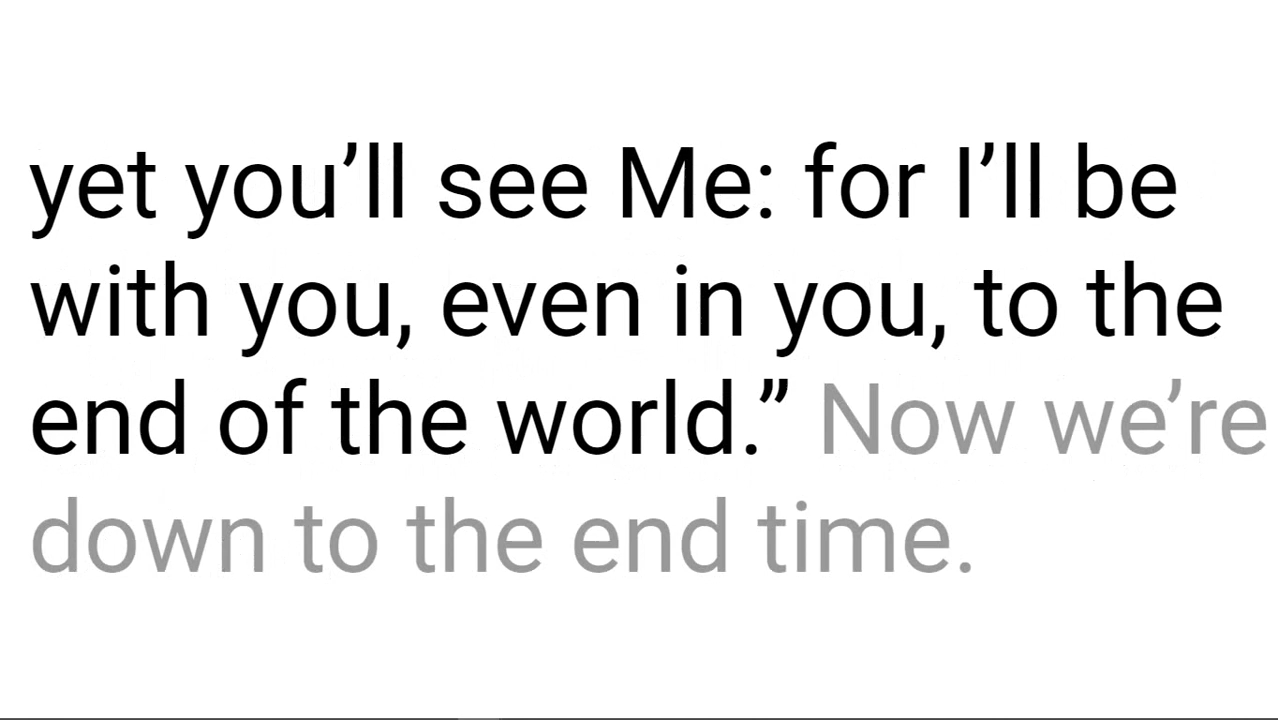 yet you’ll see Me: for I’ll be
with you, even in you, to the
end of the world.” Now we’re
down to the end time.